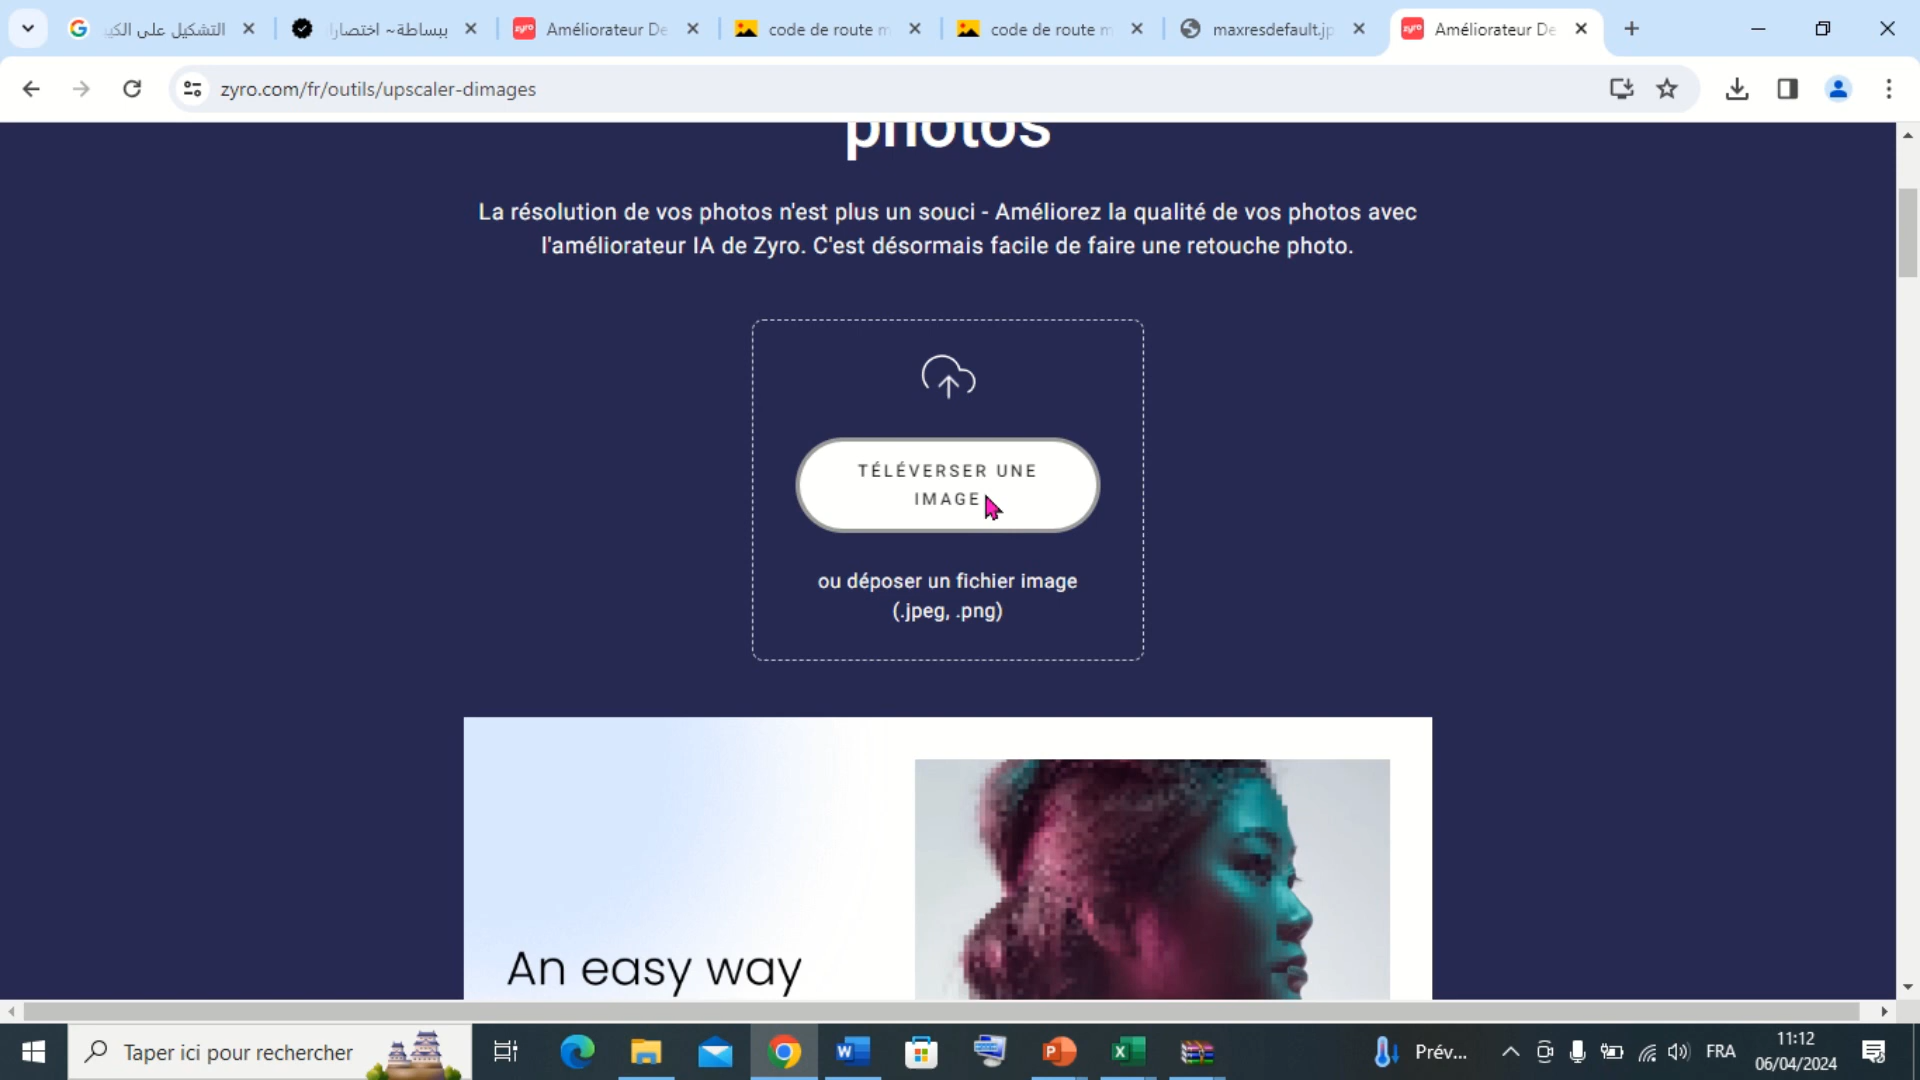 التشكيل على الكي
ببساطة~ اختصارا
Améliorateur De
code de route m
code de route m
maxresdefault.jp
Améliorateur De
zyro.com/fr/outils/upscaler-dimages
photos
La résolution de vos photos n'est plus un souci - Améliorez la qualité de vos photos avec
l'améliorateur IA de Zyro. C'est désormais facile de faire une retouche photo.
TÉLÉVERSER UNE
IMAGE
ou déposer un fichier image
(.jpeg, .png)
An easy way
Taper ici pour rechercher
Prév...
FRA
11:12
06/04/2024